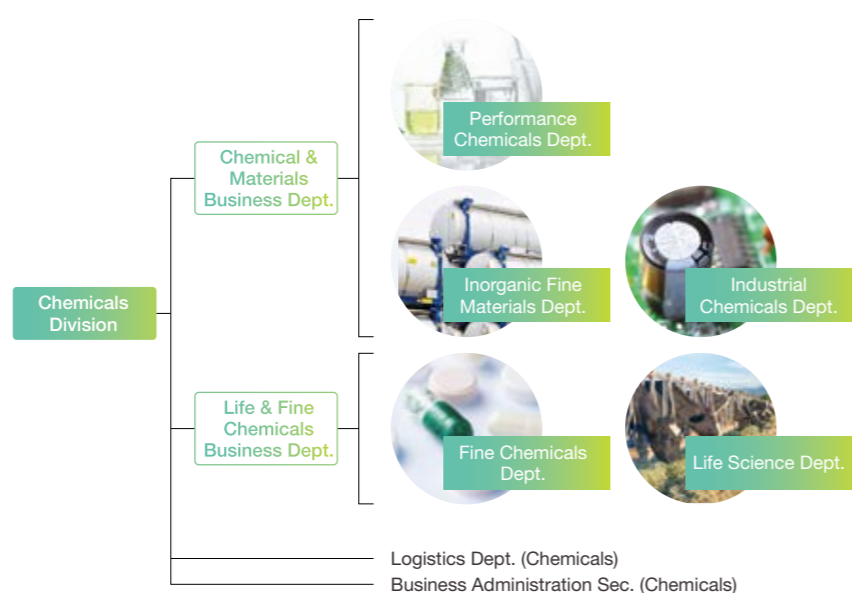 Chemicals
Division
Chemical &
Materials
Business Dept.
Performance
Chemicals Dept.
Inorganic Fine
Materials Dept.
Industrial
Chemicals Dept.
Life & Fine
Chemicals
Business Dept.
Fine Chemicals
Dept.
Life Science Dept.
Logistics Dept. (Chemicals)
Business Administration Sec. (Chemicals)